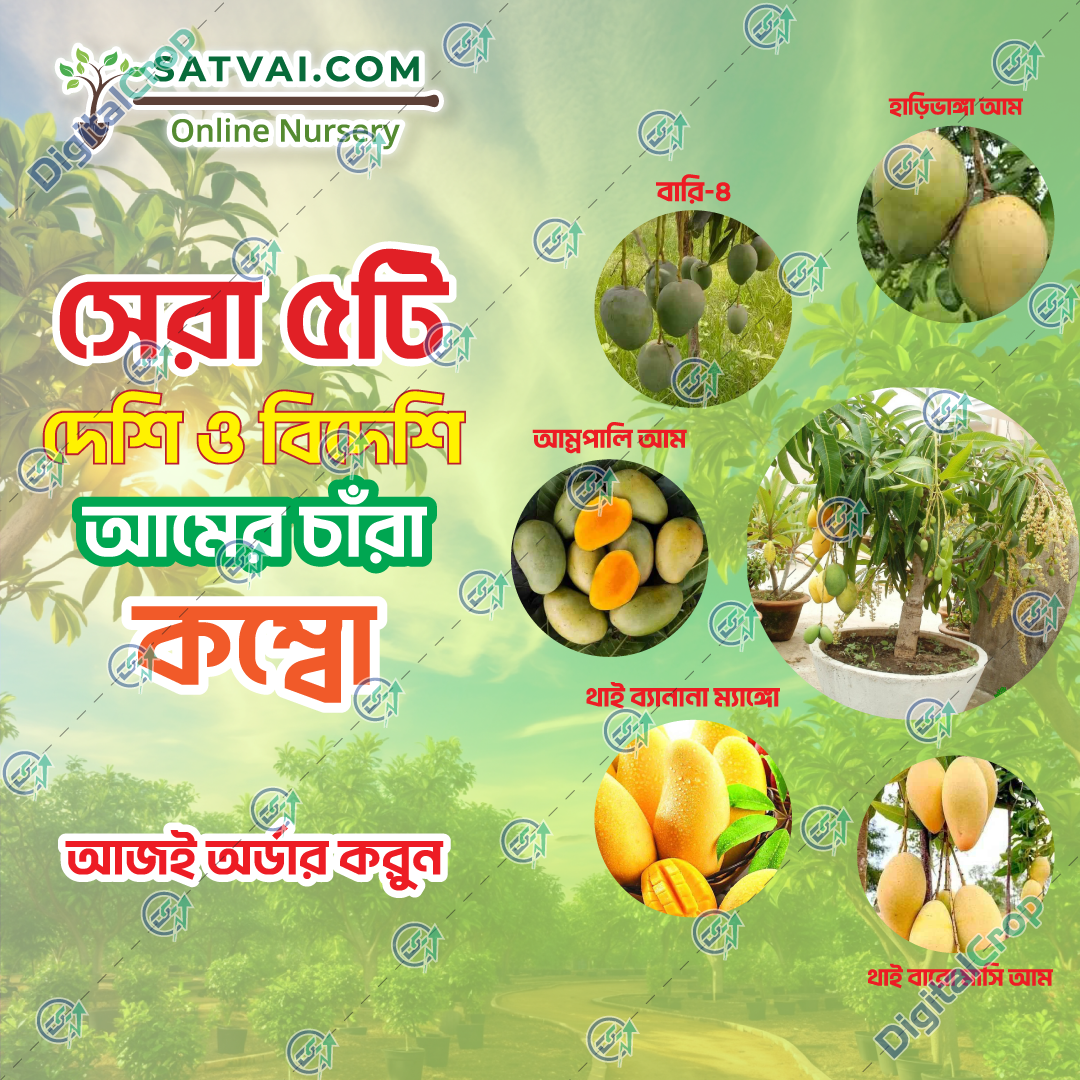 SATVAI.COM
Online Nursery
সেরা ৫টি
দেশি ও বিদেশি
আমের চাঁরা
কম্বো
আজই অর্ডার করুন
হাড়িভাঙ্গা আম
বারি-৪
আম্রপালি আম
থাই ব্যানানা ম্যাঙ্গো
থাই বারোমাসি আম
DigitalCrop
DigitalCrop